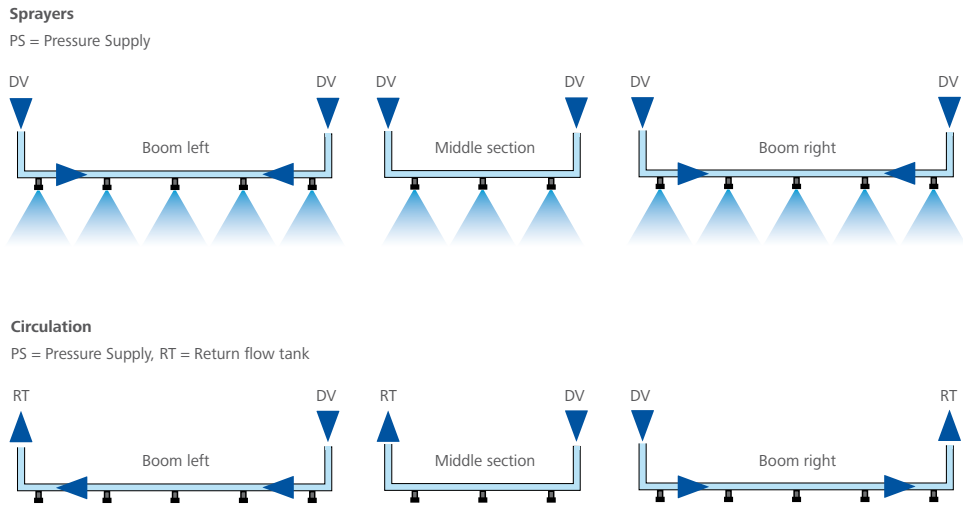 Sprayers
PS = Pressure Supply
DV DV DV DV DV DV
Boom left Middle section Boom right
Circulation
PS = Pressure Supply, RT = Return flow tank
RT DV RT DV DV RT
Boom left Middle section Boom right